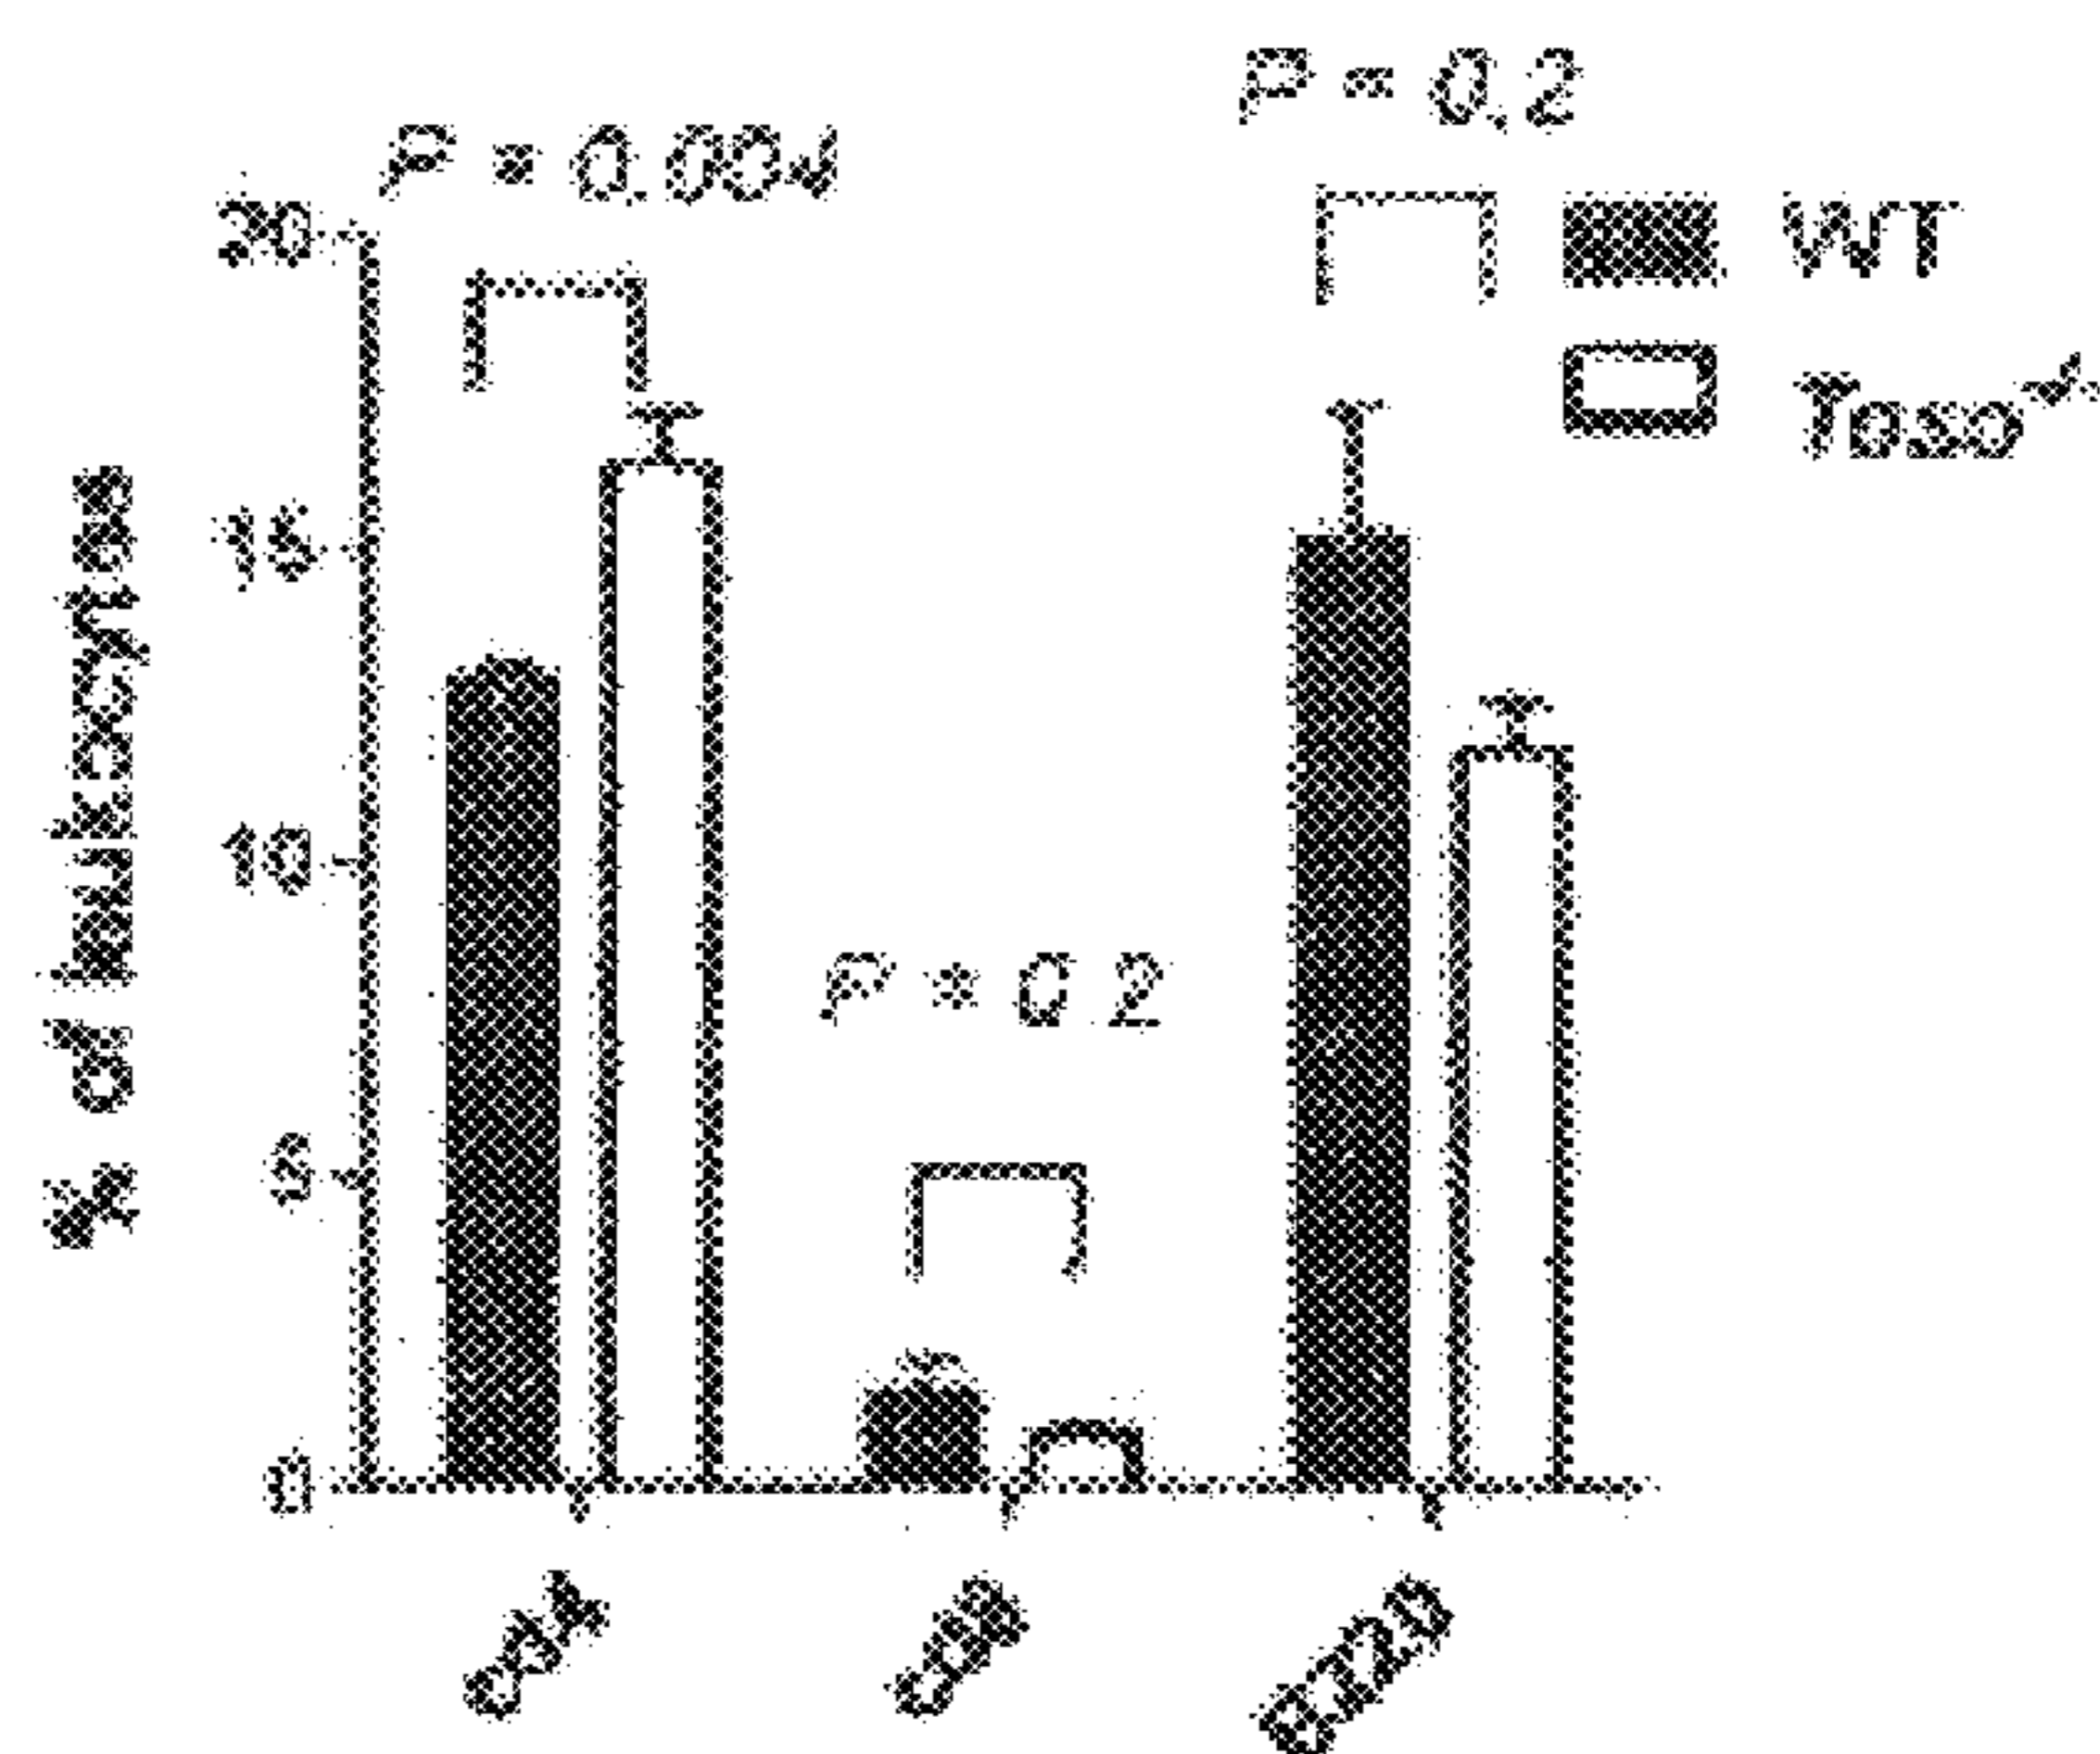 P = 0.2
P = 0.004
WT
Toso-/-
20
15
10
P = 0.2
5
0
% of leukocytes
CD4
CD8
B220